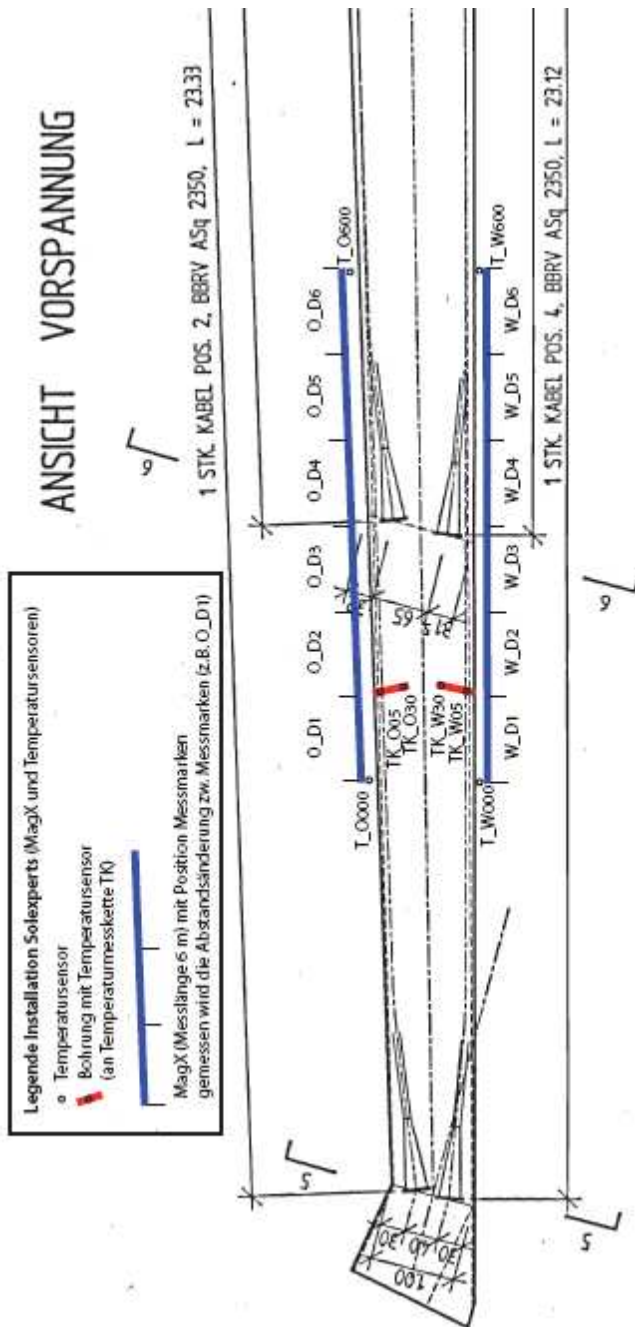 ANSICHT VORSPANNUNG
1 STK. KABEL POS. 2, BBRV ASq 2350, L = 23.33
6
Legende Installation Solexperts (MagX und Temperatursensoren)
Temperatursensor
Bohrung mit Temperatursensor
(an Temperaturmesskette TK)
MagX (Messlänge 6 m) mit Position Messmarken
gemessen wird die Abstandsänderung zw. Messmarken (z.B. O_D1)
5
T_O000
O_D1
O_D2
O_D3
O_D4
O_D5
O_D6
T_O600
TK_O05
TK_O30
TK_W30
TK_W05
65
T_W000
W_D1
W_D2
W_D3
W_D4
W_D5
W_D6
T_W600
30
40
30
100
5
6
1 STK. KABEL POS. 4, BBRV ASq 2350, L = 23.12